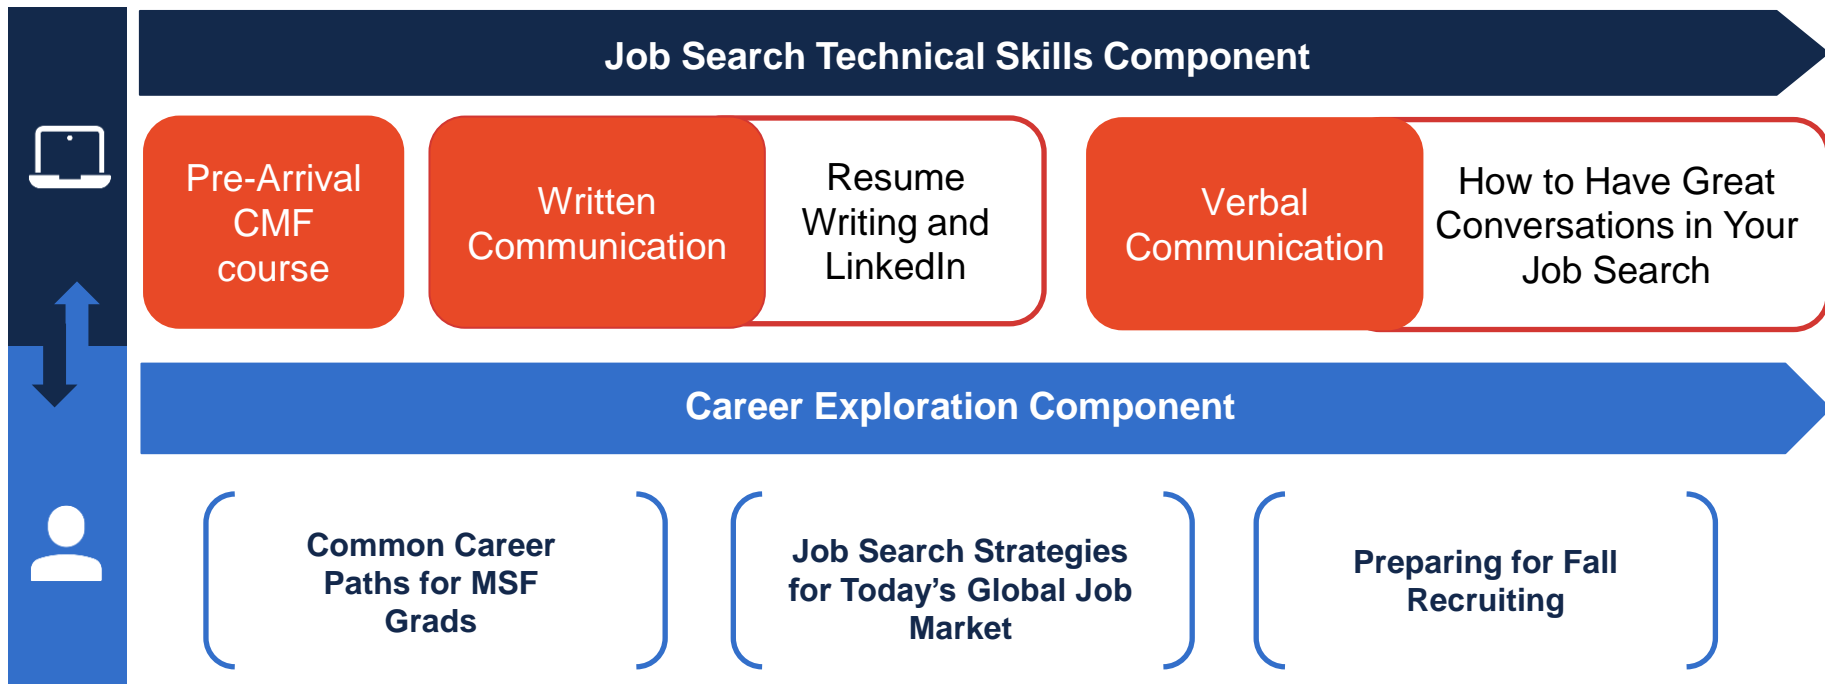 Job Search Technical Skills Component
Pre-Arrival
CMF
course
Written
Communication
Resume
Writing and
LinkedIn
Verbal
Communication
How to Have Great
Conversations in Your
Job Search
Career Exploration Component
Common Career
Paths for MSF
Grads
Job Search Strategies
for Today’s Global Job
Market
Preparing for Fall
Recruiting